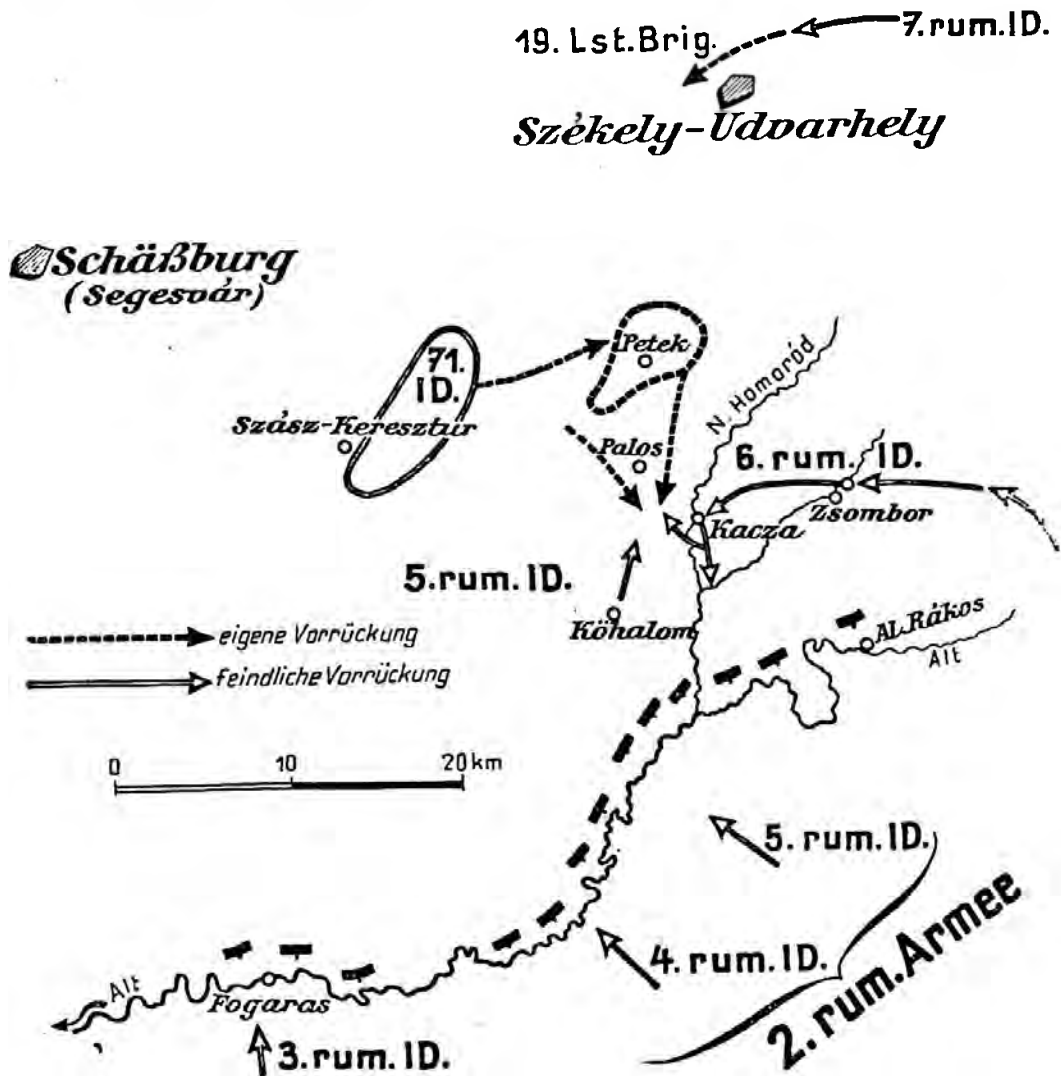 19. Lst. Brig.
7. rum. ID.
Székely-Udvarhely
Schäßburg
(Segesvár)
71.
ID.
Petek
Szász-Keresztur
N. Homoród
Palos
6. rum. ID.
Zsombor
Kacza
5. rum. ID.
Köhalom
Al. Rákos
Alt
eigene Vorrückung
feindliche Vorrückung
0 10 20 km
5. rum. ID.
4. rum. ID.
2. rum. Armee
Alt
Fogaras
3. rum. ID.